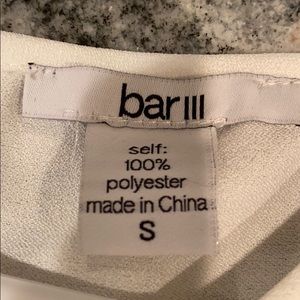 bar III
self:
100%
polyester
made in China
S